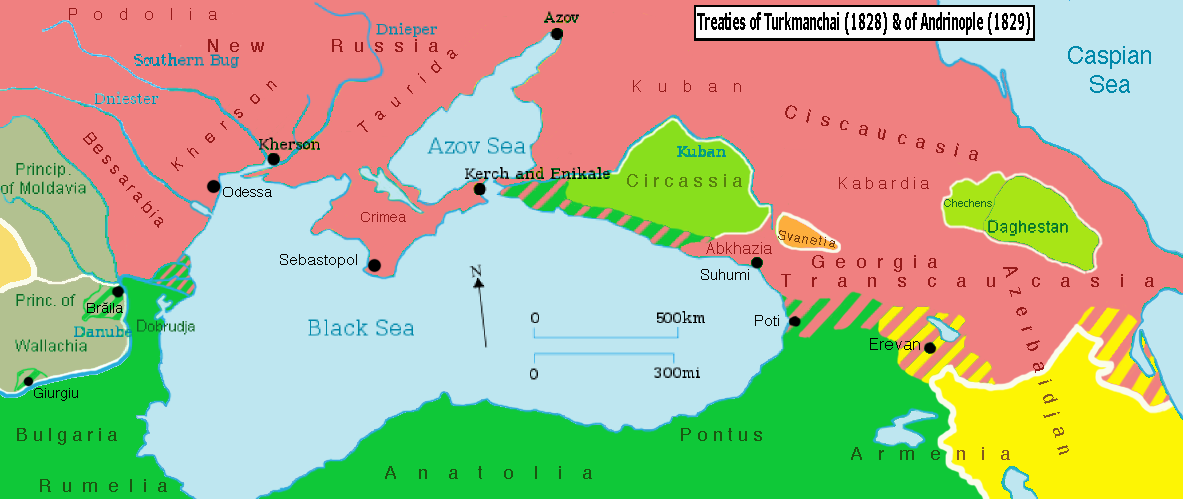 Treaties of Turkmanchai (1828) & of Andrinople (1829)
Podolia
Azov
Dnieper
New Russia
Southern Bug
Caspian
Sea
Taurida
Kuban
Dniester
Kherson
Ciscaucasia
Bessarabia
Kherson
Azov Sea
Kuban
Princip.
of Moldavia
Kerch and Enikale
Circassia
Kabardia
Odessa
Chechens
Crimea
Daghestan
Svanetia
Abkhazia
Sebastopol
Georgia
Suhumi
Transcaucasia
Azerbaidian
N
Princ. of
Brăila
Danube
Dobrudja
Black Sea
0 500km
Poti
Wallachia
Erevan
0 300mi
Giurgiu
Bulgaria
Pontus
Armenia
Anatolia
Rumelia